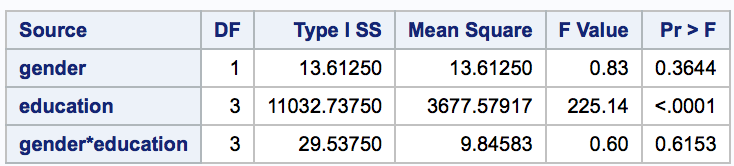 Source DF Type I SS Mean Square F Value Pr > F
gender 1 13.61250 13.61250 0.83 0.3644
education 3 11032.73750 3677.57917 225.14 <.0001
gender*education 3 29.53750 9.84583 0.60 0.6153